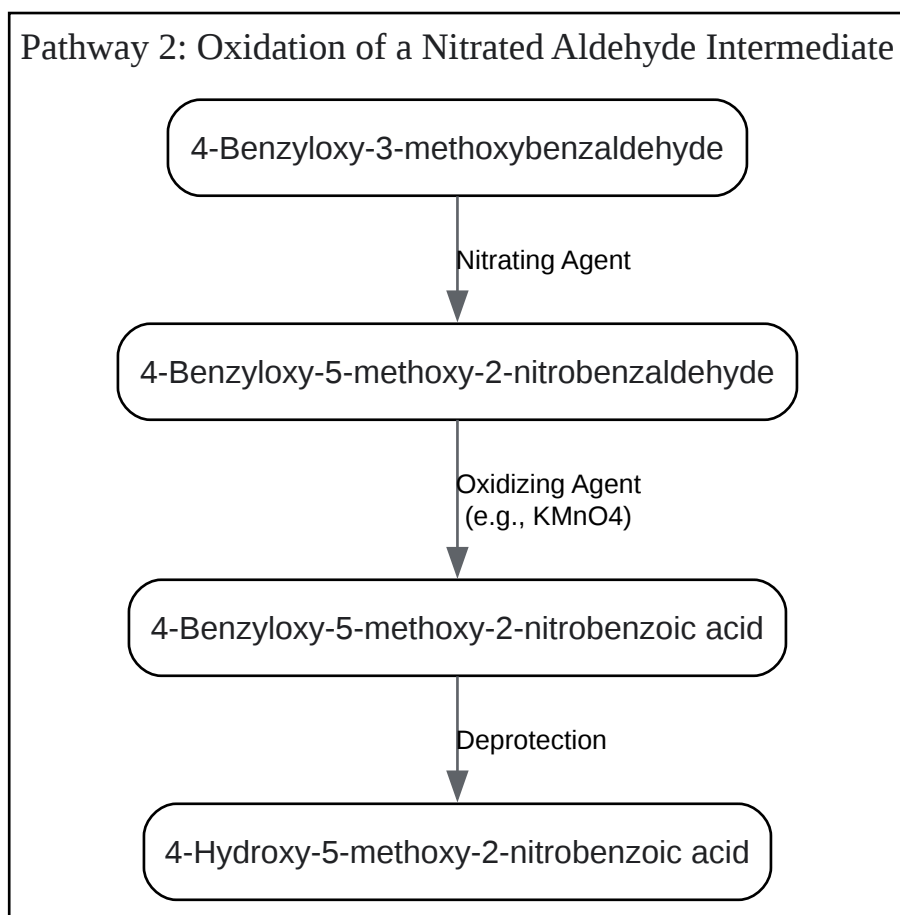 Pathway 2: Oxidation of a Nitrated Aldehyde Intermediate
4-Benzyloxy-3-methoxybenzaldehyde
Nitrating Agent
4-Benzyloxy-5-methoxy-2-nitrobenzaldehyde
Oxidizing Agent
(e.g., KMnO4)
4-Benzyloxy-5-methoxy-2-nitrobenzoic acid
Deprotection
4-Hydroxy-5-methoxy-2-nitrobenzoic acid